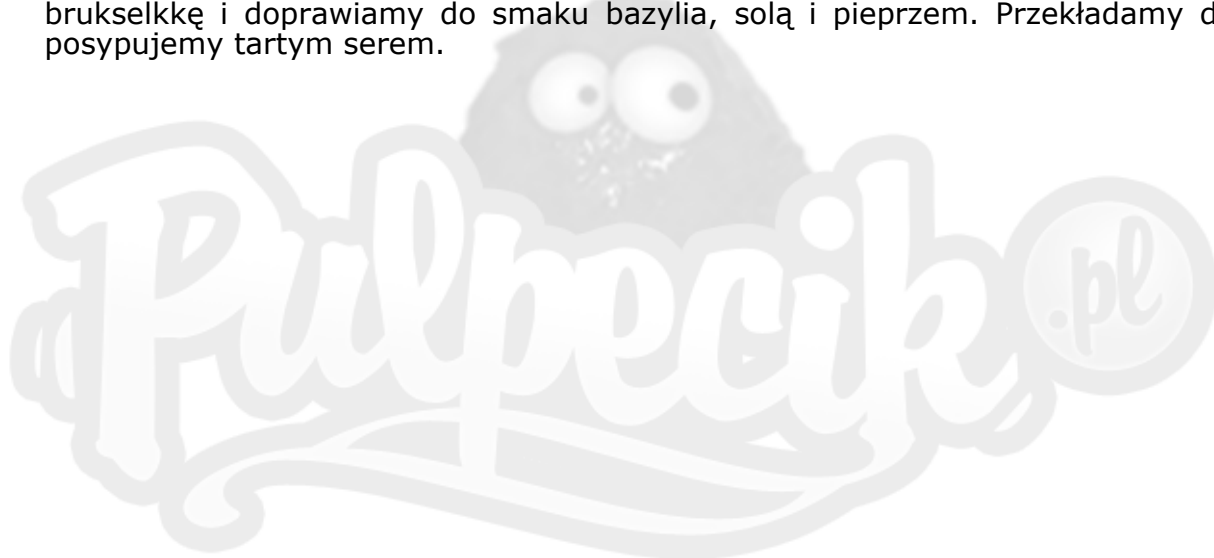 brukselkkę i doprawiamy do smaku bazylia, solą i pieprzem. Przekładamy d
posypujemy tartym serem.
Pulpecik .pl